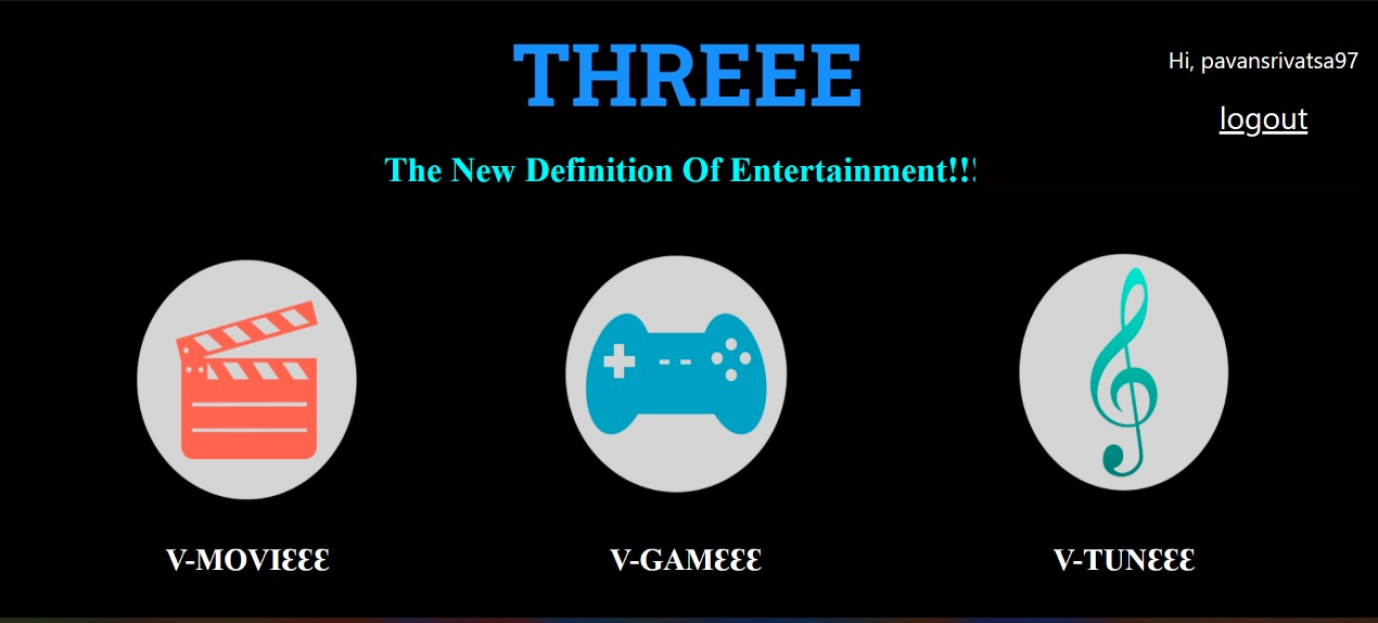 THREEE
Hi, pavansrivatsa97
logout
The New Definition Of Entertainment!!!
V-MOVIƐƐƐ
V-GAMƐƐƐ
V-TUNƐƐƐ